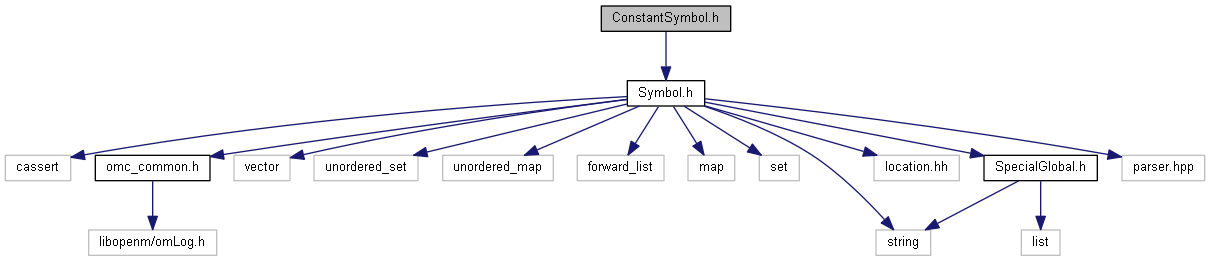 ConstantSymbol.h
Symbol.h
cassert
omc_common.h
vector
unordered_set
unordered_map
forward_list
map
set
location.hh
SpecialGlobal.h
parser.hpp
libopenm/omLog.h
string
list